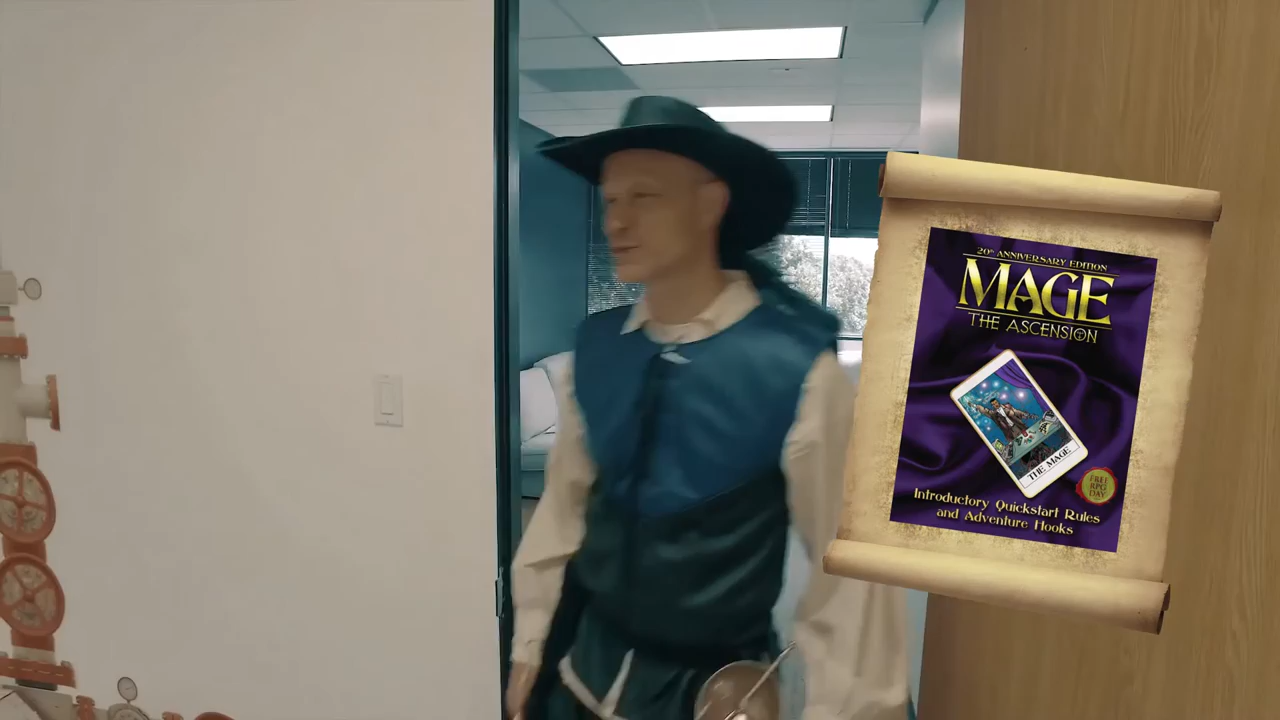 20th ANNIVERSARY EDITION
MAGE
THE ASCENSION
THE MAGE
FREE
RPG
DAY
Introductory Quickstart Rules
and Adventure Hooks